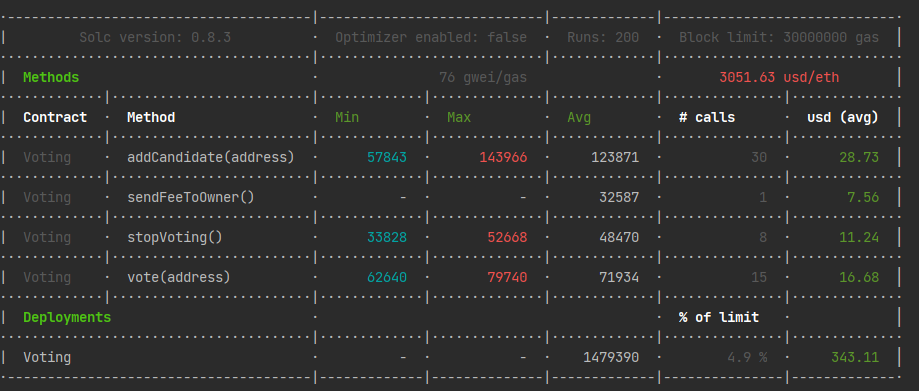 Solc version: 0.8.3 · Optimizer enabled: false · Runs: 200 · Block limit: 30000000 gas
Methods · 76 gwei/gas · 3051.63 usd/eth
Contract · Method · Min · Max · Avg · # calls · usd (avg)
Voting · addCandidate(address) · 57843 · 143966 · 123871 · 30 · 28.73
Voting · sendFeeToOwner() · - · - · 32587 · 1 · 7.56
Voting · stopVoting() · 33828 · 52668 · 48470 · 8 · 11.24
Voting · vote(address) · 62640 · 79740 · 71934 · 15 · 16.68
Deployments · · % of limit ·
Voting · - · - · 1479390 · 4.9 % · 343.11